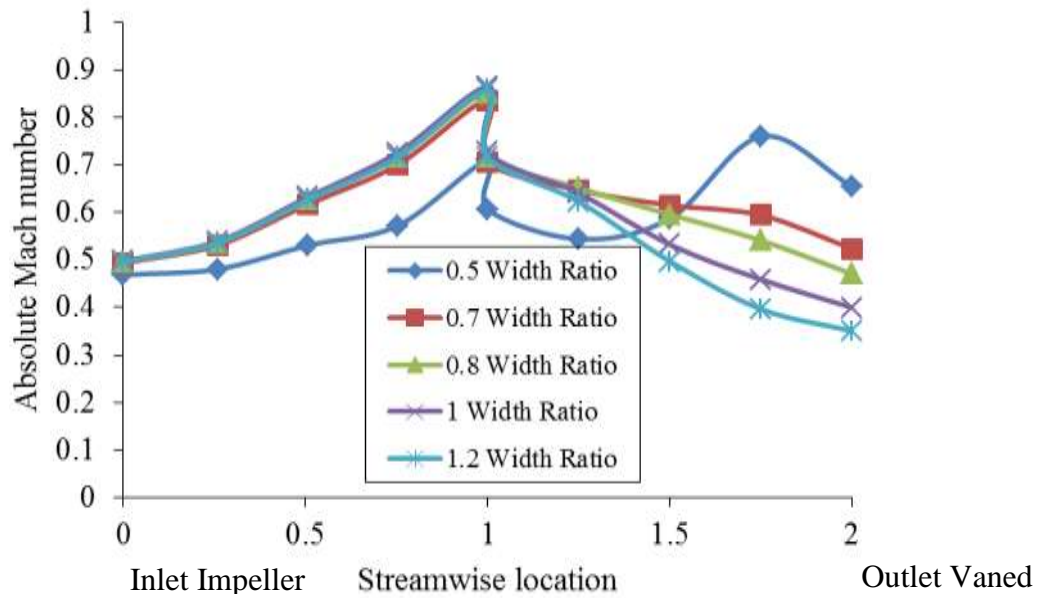 1
0.9
0.8
0.7
0.6
0.5
0.4
0.3
0.2
0.1
0
Absolute Mach number
0.5 Width Ratio
0.7 Width Ratio
0.8 Width Ratio
1 Width Ratio
1.2 Width Ratio
0 0.5 1 1.5 2
Inlet Impeller Streamwise location Outlet Vaned